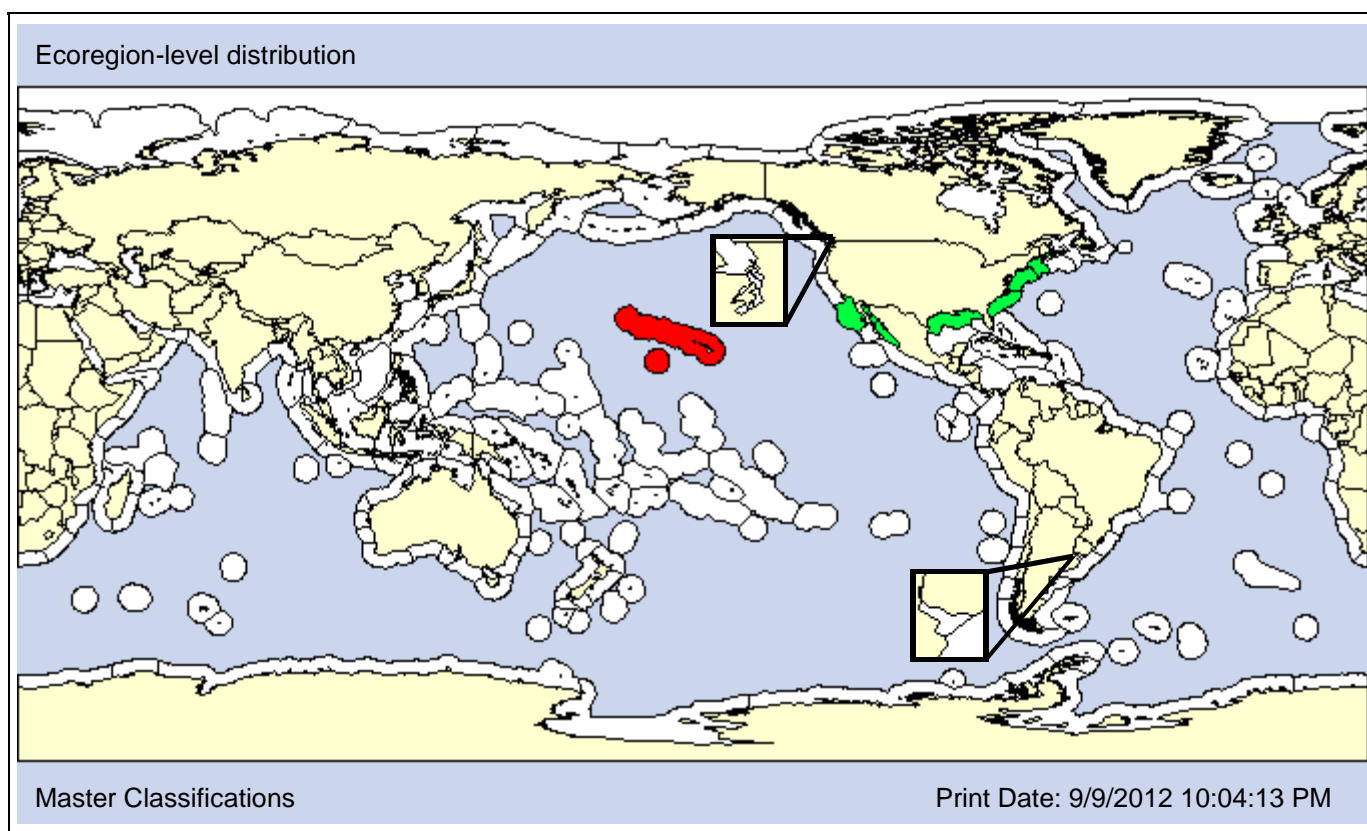 Ecoregion-level distribution
Master Classifications
Print Date: 9/9/2012 10:04:13 PM